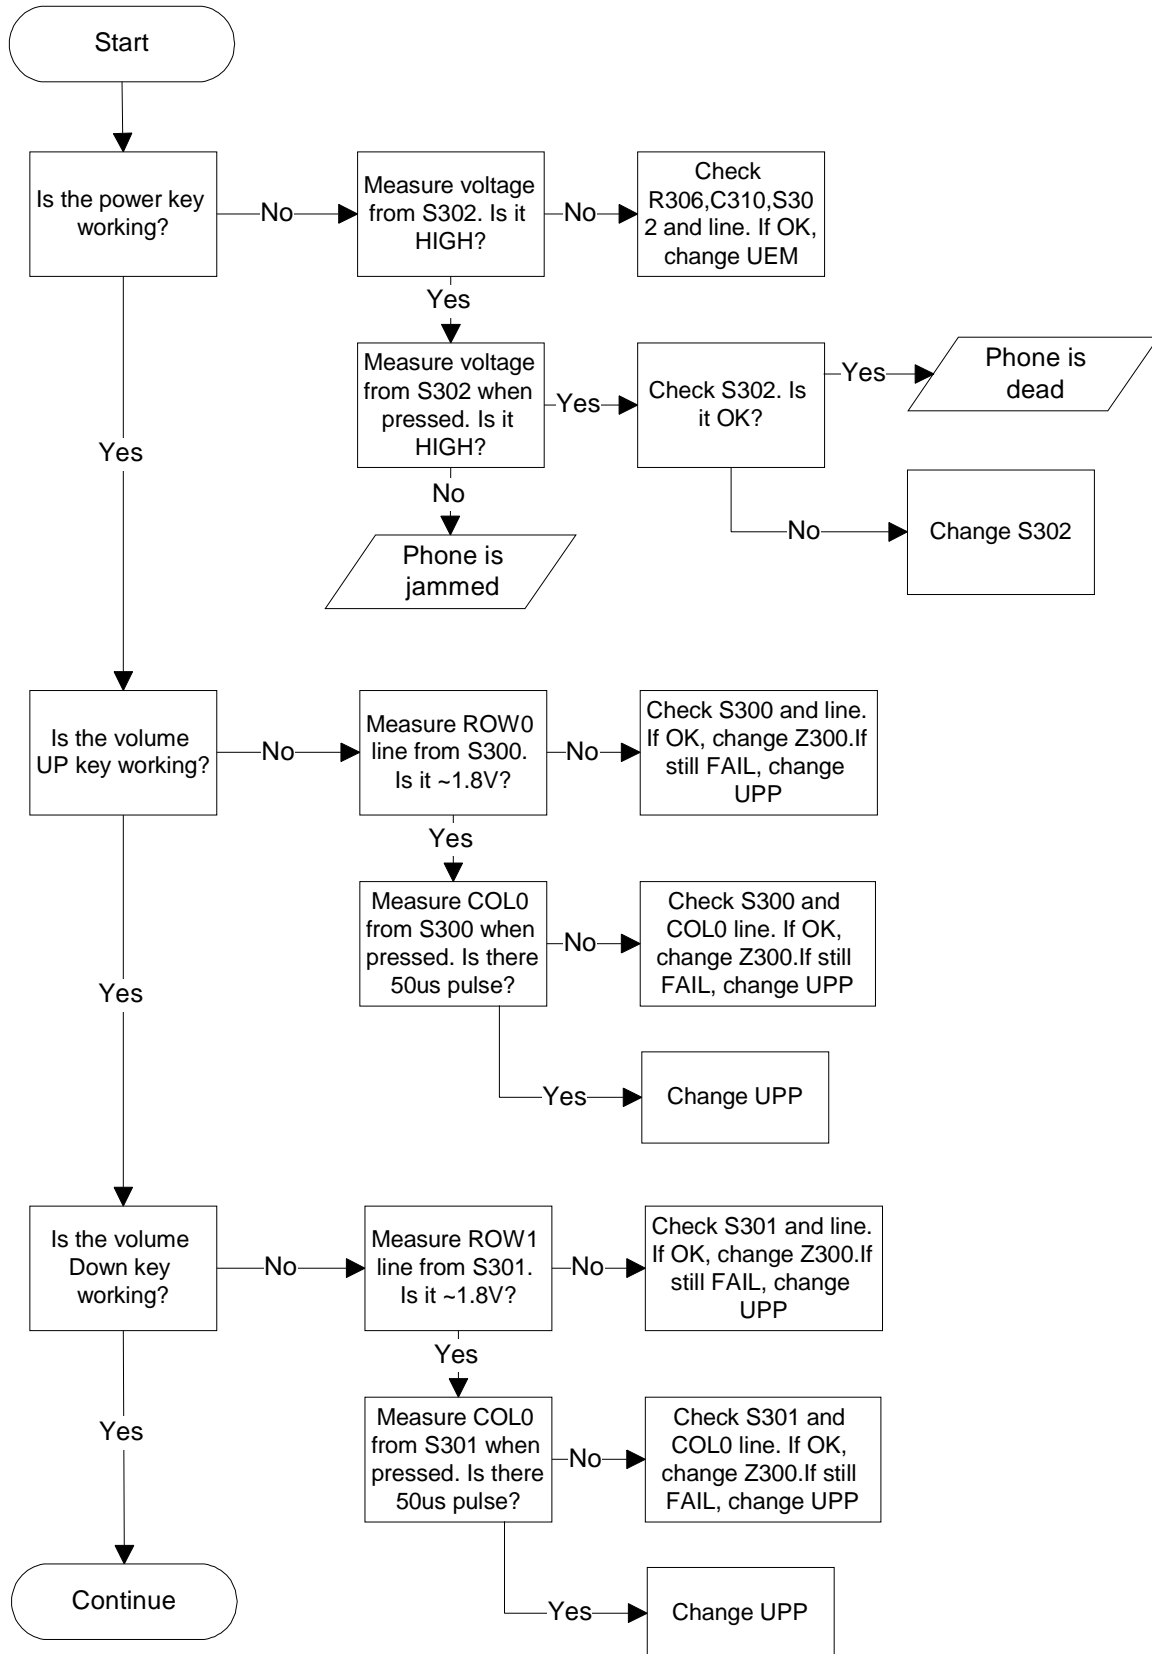 Start
Is the power key
working?
No
Measure voltage
from S302. Is it
HIGH?
No
Check
R306,C310,S30
2 and line. If OK,
change UEM
Yes
Measure voltage
from S302 when
pressed. Is it
HIGH?
Yes
Check S302. Is
it OK?
Yes
Phone is
dead
Yes
No
No
Change S302
Phone is
jammed
Is the volume
UP key working?
No
Measure ROW0
line from S300.
Is it ~1.8V?
No
Check S300 and line.
If OK, change Z300.If
still FAIL, change
UPP
Yes
Measure COL0
from S300 when
pressed. Is there
50us pulse?
No
Check S300 and
COL0 line. If OK,
change Z300.If still
FAIL, change UPP
Yes
Yes
Change UPP
Is the volume
Down key
working?
No
Measure ROW1
line from S301.
Is it ~1.8V?
No
Check S301 and line.
If OK, change Z300.If
still FAIL, change
UPP
Yes
Measure COL0
from S301 when
pressed. Is there
50us pulse?
No
Check S301 and
COL0 line. If OK,
change Z300.If still
FAIL, change UPP
Yes
Continue
Yes
Change UPP